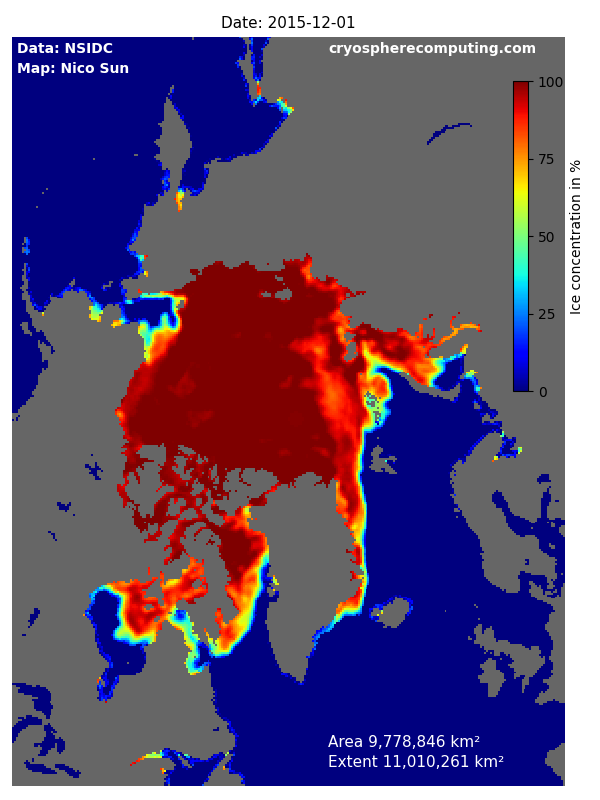 Date: 2015-12-01
Data: NSIDC
Map: Nico Sun
cryospherecomputing.com
100
75
50
25
0
Ice concentration in %
Area 9,778,846 km²
Extent 11,010,261 km²